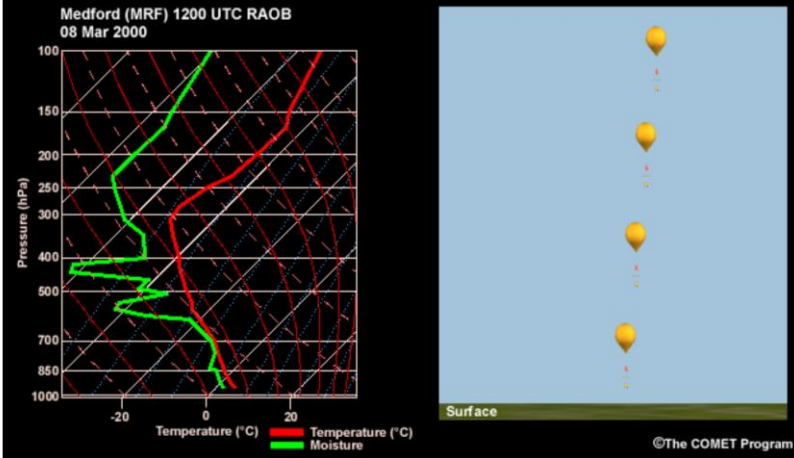 Medford (MRF) 1200 UTC RAOB
08 Mar 2000
100
150
200
250
300
400
500
700
850
1000
Pressure (hPa)
-20
0
20
Temperature (°C)
Temperature (°C)
Moisture
Surface
©The COMET Program